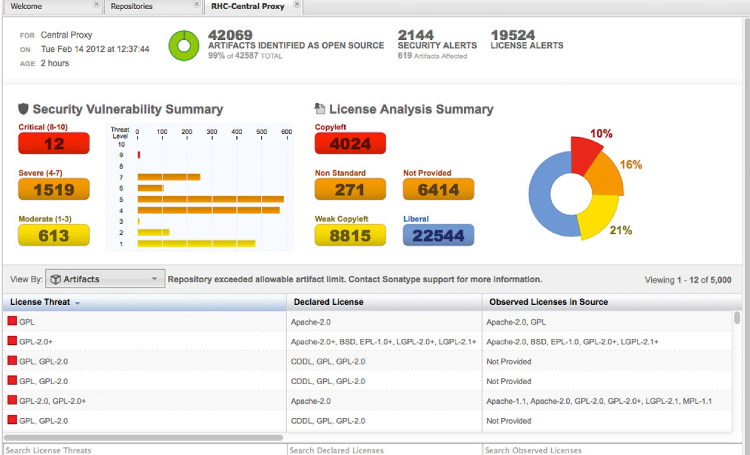 Welcome
Repositories
RHC-Central Proxy
FOR Central Proxy
ON Tue Feb 14 2012 at 12:37:44
AGE 2 hours
42069
ARTIFACTS IDENTIFIED AS OPEN SOURCE
99% of 42587 TOTAL
2144
SECURITY ALERTS
619 Artifacts Affected
19524
LICENSE ALERTS
Security Vulnerability Summary
Critical (8-10)
12
Severe (4-7)
1519
Moderate (1-3)
613
Threat Level
0 100 200 300 400 500 600
10
9
7
6
5
4
3
2
1
License Analysis Summary
Copyleft
4024
Non Standard
271
Not Provided
6414
Weak Copyleft
8815
Liberal
22544
10%
16%
21%
View By: Artifacts
Repository exceeded allowable artifact limit. Contact Sonatype support for more information.
Viewing 1 - 12 of 5,000
License Threat Declared License Observed Licenses in Source
GPL Apache-2.0 Apache-2.0, GPL
GPL-2.0+ Apache-2.0+, BSD, EPL-1.0+, LGPL-2.0+, LGPL-2.1+ Apache-2.0, BSD, EPL-1.0, GPL-2.0+, LGPL-2.1+
GPL, GPL-2.0 CDDL, GPL, GPL-2.0 Not Provided
GPL, GPL-2.0 CDDL, GPL, GPL-2.0 Not Provided
GPL-2.0, GPL-2.0+ Apache-2.0 Apache-1.1, Apache-2.0, GPL-2.0, GPL-2.0+, LGPL-2.1, MPL-1.1
GPL, GPL-2.0 CDDL, GPL, GPL-2.0 Not Provided
Search License Threats Search Declared Licenses Search Observed Licenses